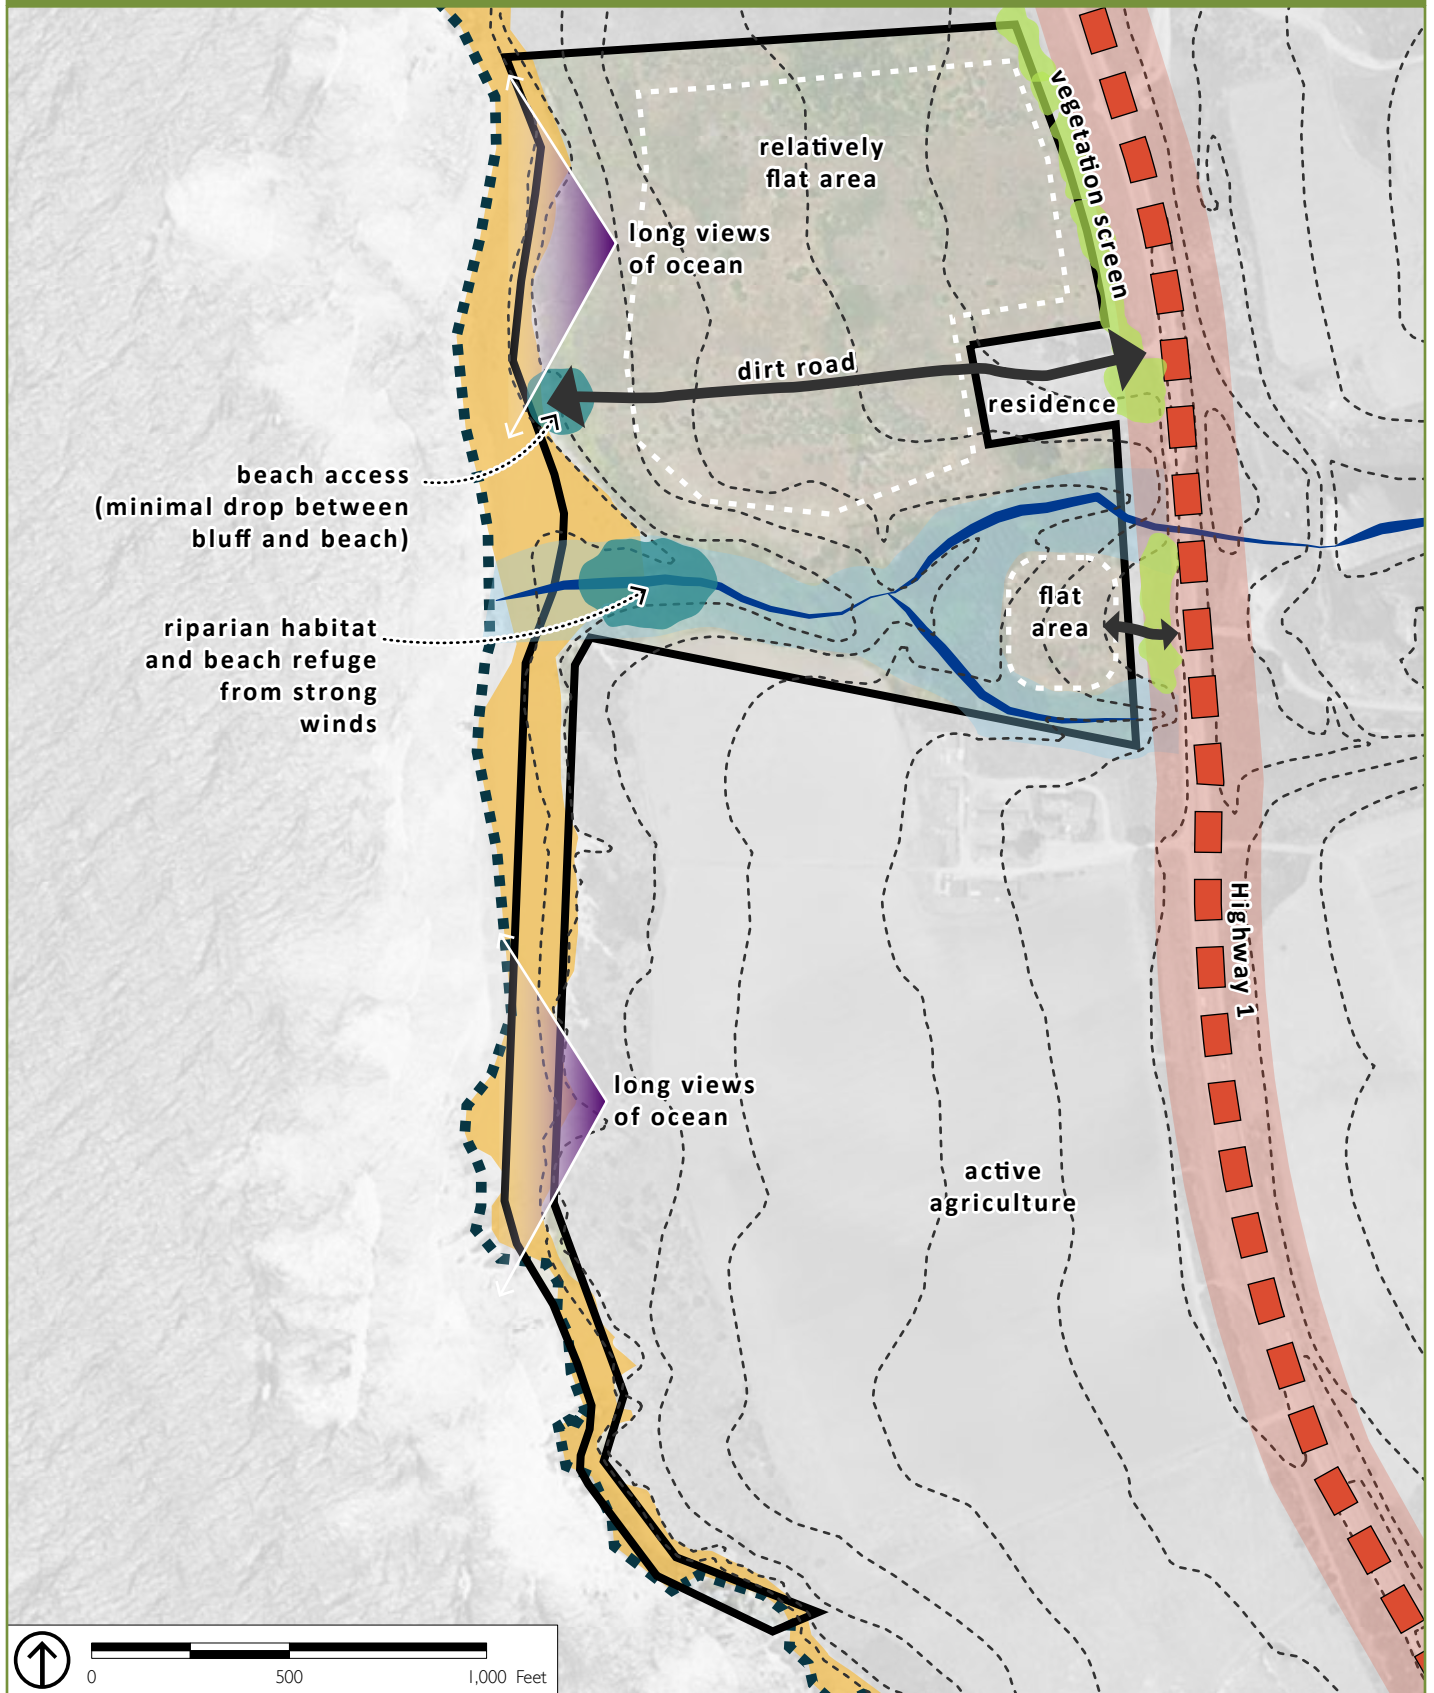 vegetation screen
relatively
flat area
long views
of ocean
dirt road
residence
beach access
(minimal drop between
bluff and beach)
flat
area
riparian habitat
and beach refuge
from strong
winds
Highway 1
long views
of ocean
active
agriculture
0
500
1,000 Feet